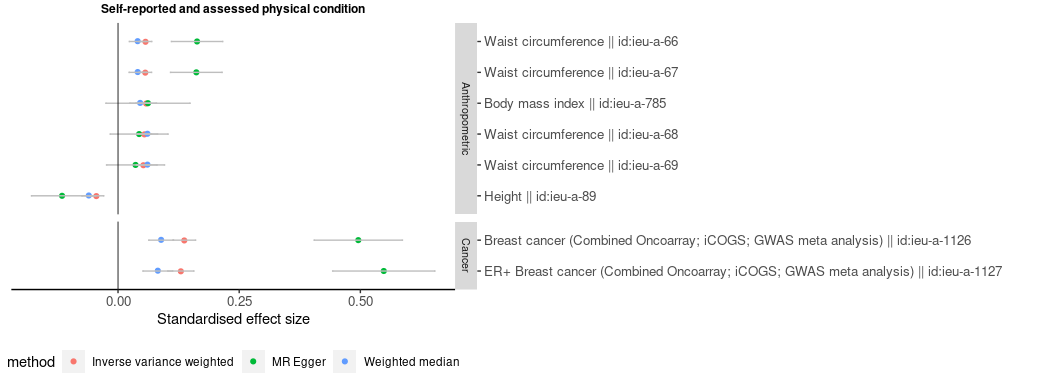 Self-reported and assessed physical condition
Anthropometric
Waist circumference || id:ieu-a-66
Waist circumference || id:ieu-a-67
Body mass index || id:ieu-a-785
Waist circumference || id:ieu-a-68
Waist circumference || id:ieu-a-69
Height || id:ieu-a-89
Cancer
Breast cancer (Combined Oncoarray; iCOGS; GWAS meta analysis) || id:ieu-a-1126
ER+ Breast cancer (Combined Oncoarray; iCOGS; GWAS meta analysis) || id:ieu-a-1127
0.00 0.25 0.50
Standardised effect size
method Inverse variance weighted MR Egger Weighted median